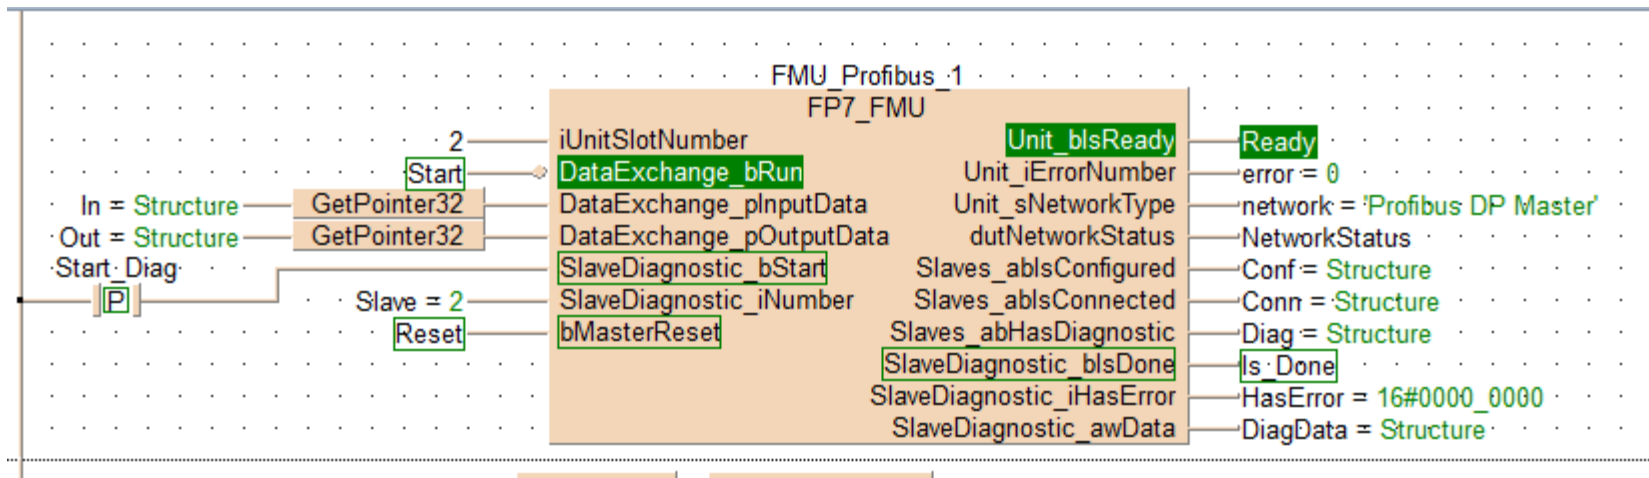 FMU_Profibus_1
FP7_FMU
2 iUnitSlotNumber Unit_bIsReady Ready
Start DataExchange_bRun Unit_iErrorNumber error = 0
In = Structure GetPointer32 DataExchange_pInputData Unit_sNetworkType network = 'Profibus DP Master'
Out = Structure GetPointer32 DataExchange_pOutputData dutNetworkStatus NetworkStatus
Start_Diag SlaveDiagnostic_bStart Slaves_abIsConfigured Conf = Structure
P Slave = 2 SlaveDiagnostic_iNumber Slaves_abIsConnected Conn = Structure
Reset bMasterReset Slaves_abHasDiagnostic Diag = Structure
SlaveDiagnostic_bIsDone Is_Done
SlaveDiagnostic_iHasError HasError = 16#0000_0000
SlaveDiagnostic_awData DiagData = Structure